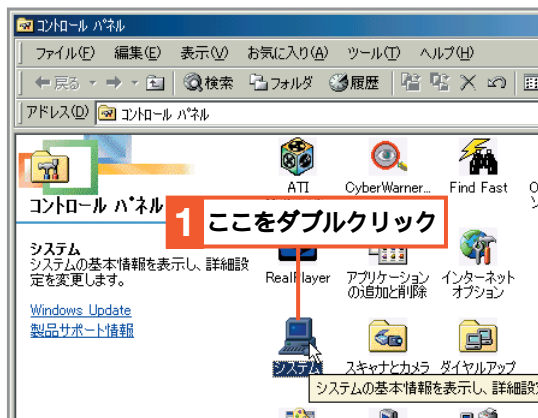 コントロール パネル
ファイル(F) 編集(E) 表示(V) お気に入り(A) ツール(T) ヘルプ(H)
戻る 検索 フォルダ 履歴
アドレス(D) コントロール パネル
コントロール パネル
システム
システムの基本情報を表示し、詳細設
定を変更します。
Windows Update
製品サポート情報
ATI
CyberWarner...
Find Fast
1 ここをダブルクリック
RealPlayer
アプリケーション
の追加と削除
インターネット
オプション
システム
スキャナとカメラ
ダイヤルアップ
システムの基本情報を表示し、詳細設